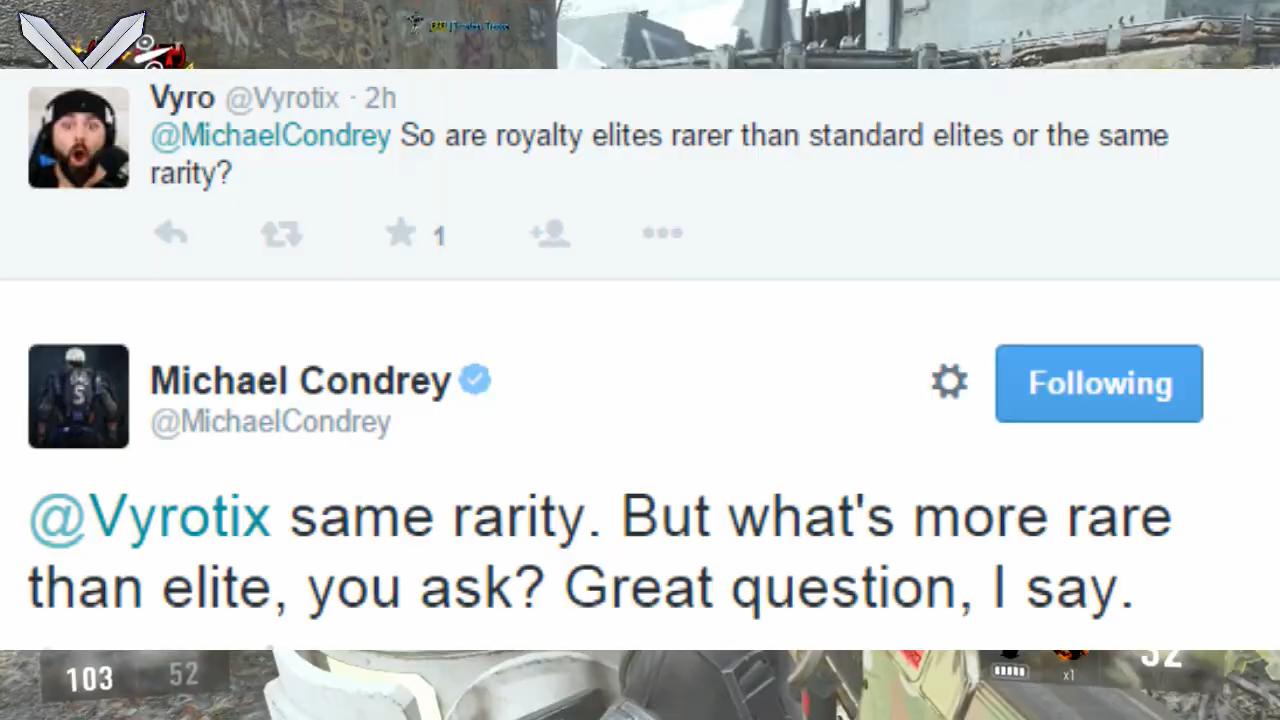 Vyro @Vyrotix · 2h
@MichaelCondrey So are royalty elites rarer than standard elites or the same
rarity?
1
Michael Condrey
@MichaelCondrey
Following
@Vyrotix same rarity. But what's more rare
than elite, you ask? Great question, I say.
103 52
x1